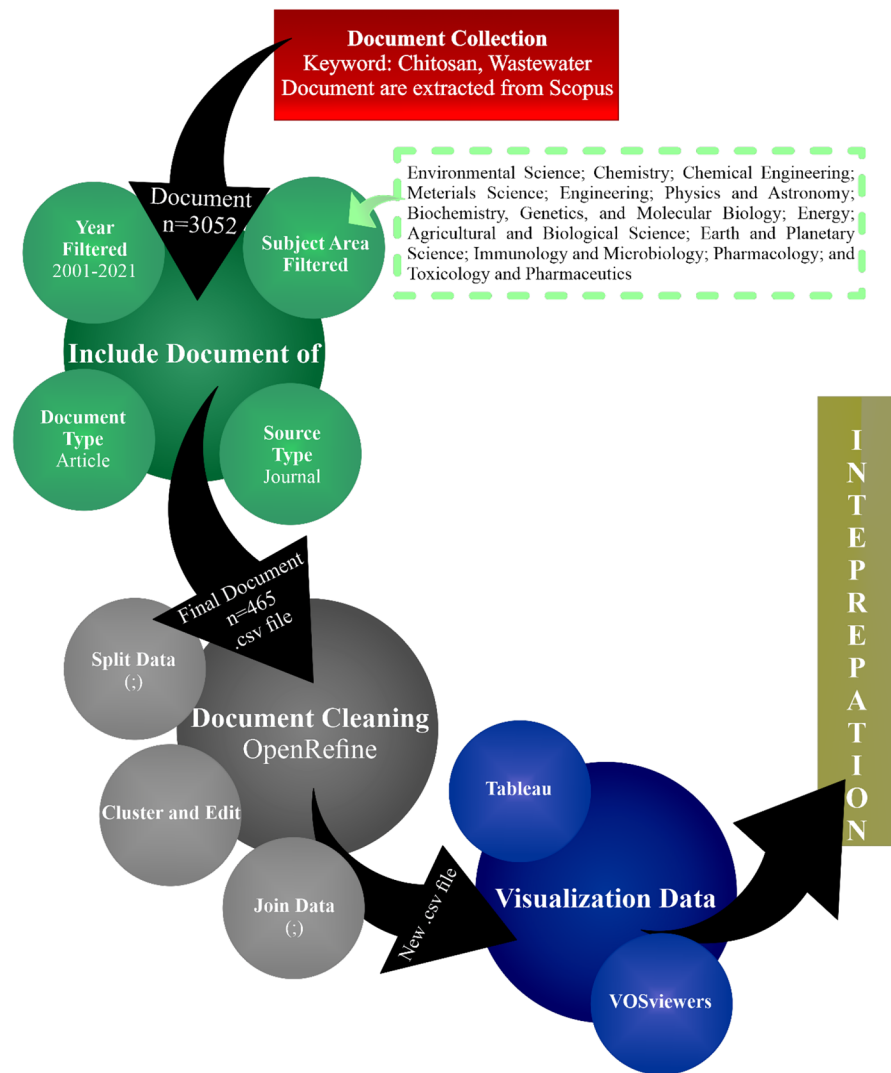 Document Collection
Keyword: Chitosan, Wastewater
Document are extracted from Scopus
Document
n=3052
Environmental Science; Chemistry; Chemical Engineering;
Meterials Science; Engineering; Physics and Astronomy;
Biochemistry, Genetics, and Molecular Biology; Energy;
Agricultural and Biological Science; Earth and Planetary
Science; Immunology and Microbiology; Pharmacology; and
Toxicology and Pharmaceutics
Year
Filtered
2001-2021
Subject Area
Filtered
Include Document of
Document
Type
Article
Source
Type
Journal
Final Document
n=465
.csv file
Split Data
(;)
Document Cleaning
OpenRefine
Cluster and Edit
Join Data
(;)
New .csv file
Tableau
Visualization Data
VOSviewers
INTEPREPATION